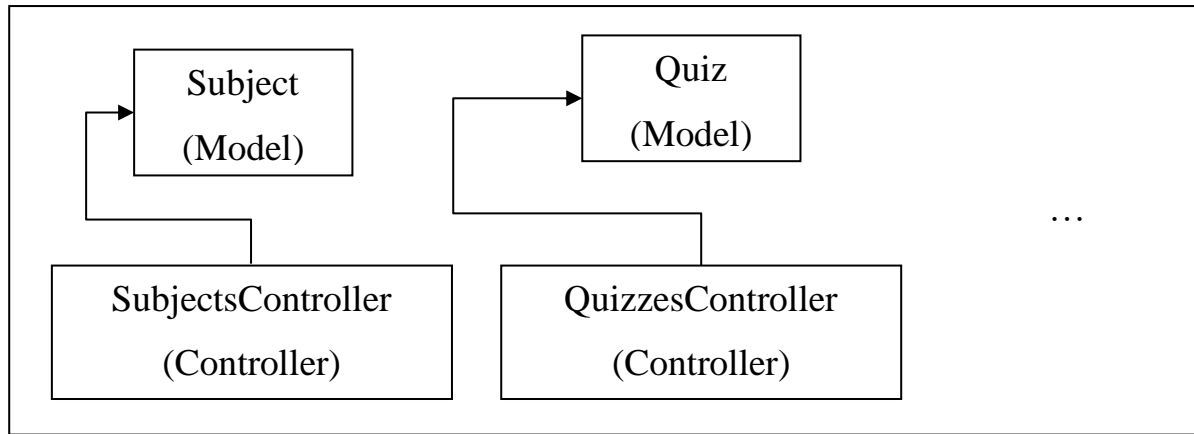 Subject
(Model)
Quiz
(Model)
…
SubjectsController
(Controller)
QuizzesController
(Controller)